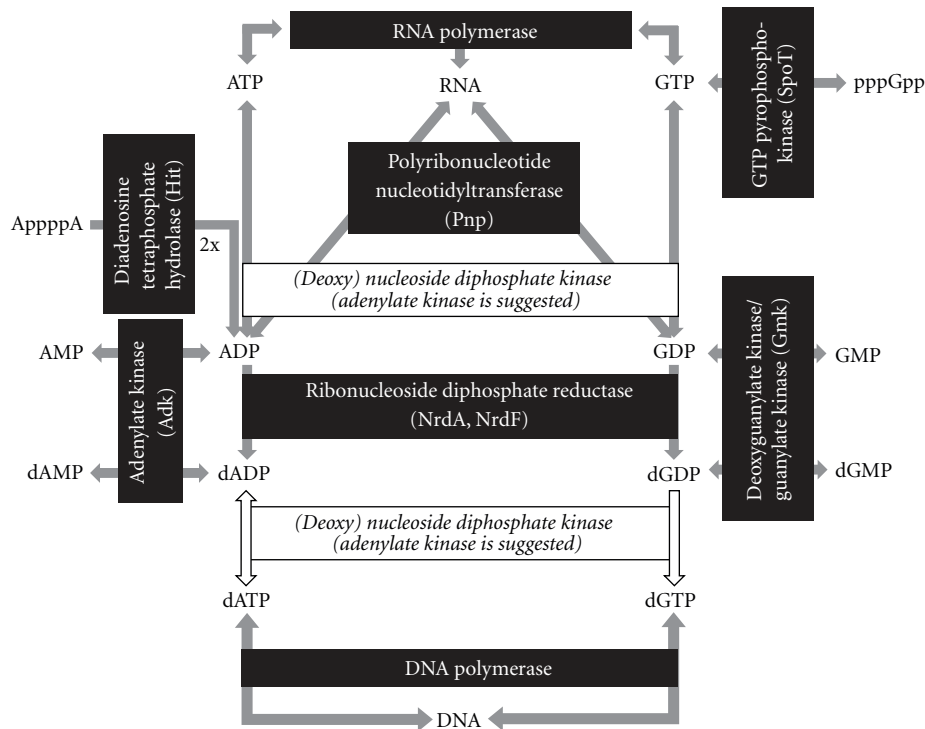 RNA polymerase
ATP
RNA
GTP
GTP pyrophospho-
kinase (SpoT)
pppGpp
Polyribonucleotide
nucleotidyltransferase
(Pnp)
Diadenosine
tetraphosphate
hydrolase (Hit)
AppppA
2x
(Deoxy) nucleoside diphosphate kinase
(adenylate kinase is suggested)
AMP
Adenylate kinase
(Adk)
ADP
GDP
Deoxyguanylate kinase/
guanylate kinase (Gmk)
GMP
Ribonucleoside diphosphate reductase
(NrdA, NrdF)
dAMP
dADP
dGDP
dGMP
(Deoxy) nucleoside diphosphate kinase
(adenylate kinase is suggested)
dATP
dGTP
DNA polymerase
DNA